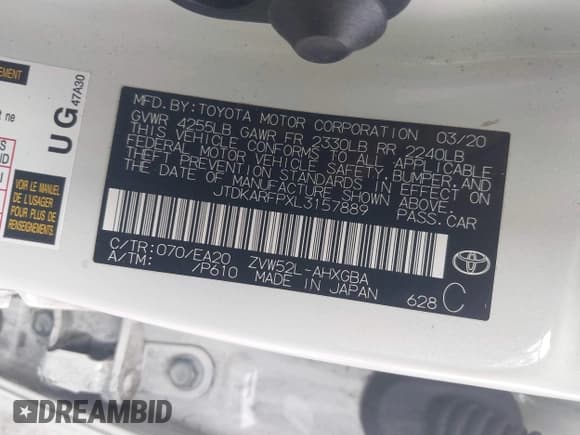 MFD. BY: TOYOTA MOTOR CORPORATION 03/20
GVWR 4255LB GAWR FR 2330LB RR 2240LB
THIS VEHICLE CONFORMS TO ALL APPLICABLE
FEDERAL MOTOR VEHICLE SAFETY, BUMPER, AND
THEFT PREVENTION STANDARDS IN EFFECT ON
THE DATE OF MANUFACTURE SHOWN ABOVE.
JTDKARFPXL3157889 PASS. CAR
C/TR: 070/EA20 ZVW52L-AHXGBA
A/TM: /P610 MADE IN JAPAN 628 C
EMENT
ne
UG 47A30
VOIR LE MANUEL
DE L'USAGER
POUR PLUS DE
RENSEIGNEMENTS.
DREAMBID